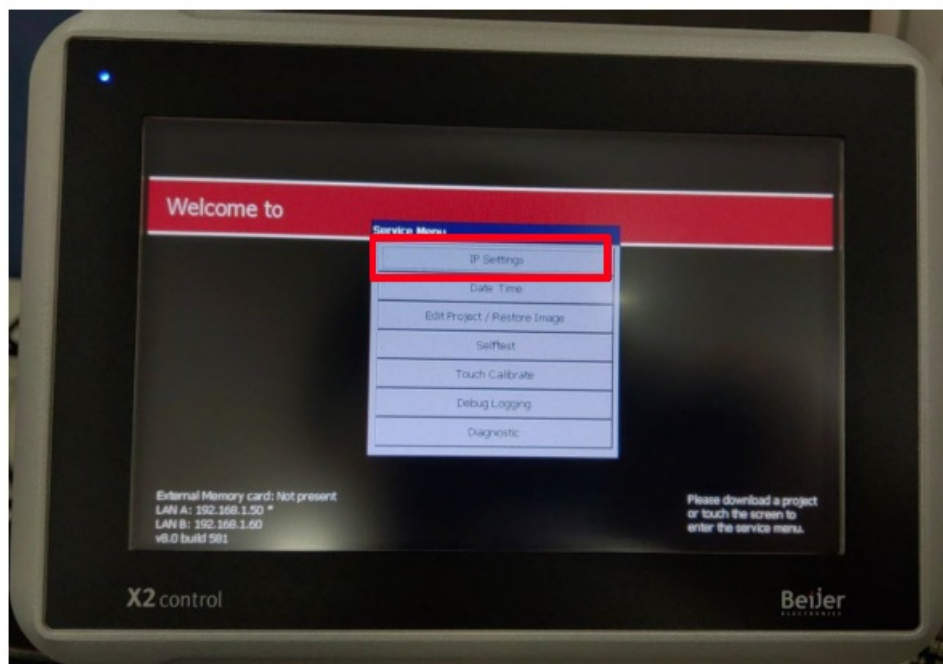 Welcome to
Service Menu
IP Settings
Date Time
Edit Project / Restore Image
Selftest
Touch Calibrate
Debug Logging
Diagnostic
External Memory card: Not present
LAN A: 192.168.1.50 *
LAN B: 192.168.1.60
v8.0 build 581
Please download a project
or touch the screen to
enter the service menu.
X2 control
Beijer
ELECTRONICS